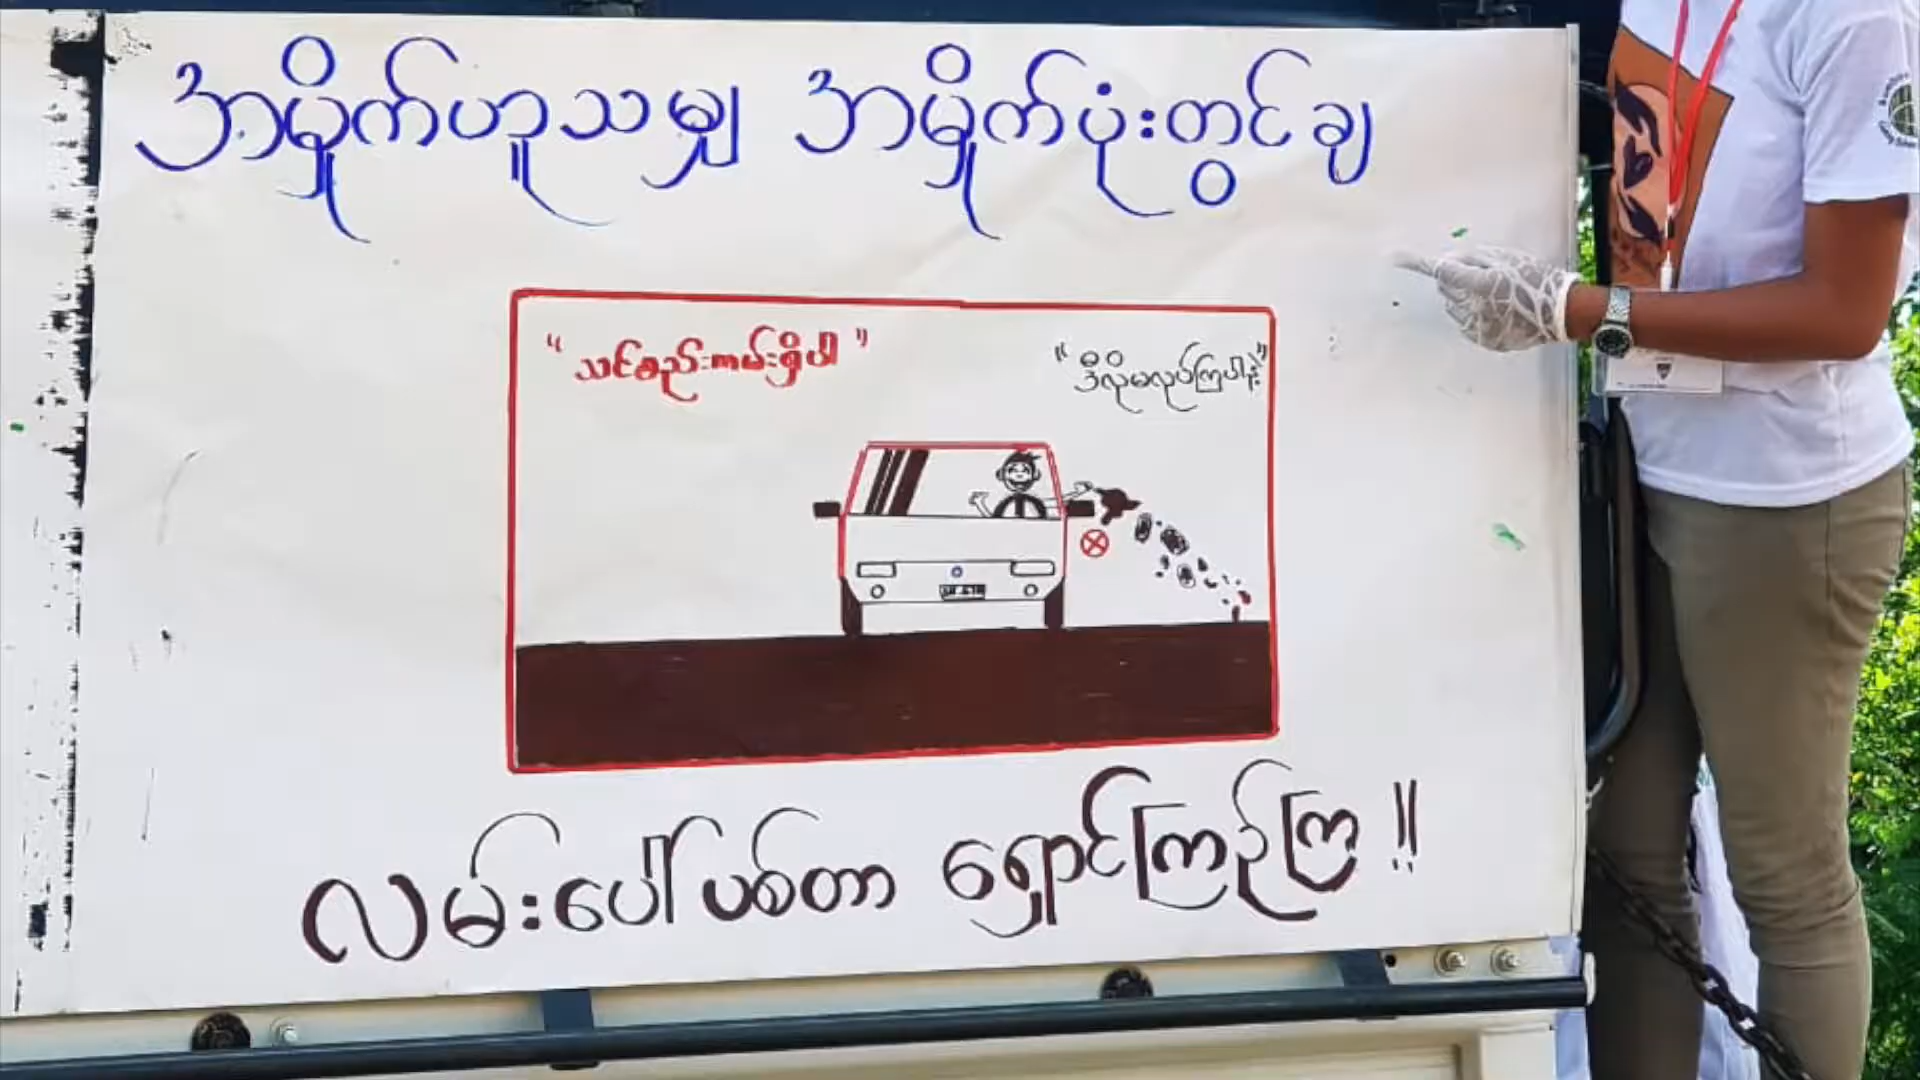 အမှိုက်ဟူသမျှ အမှိုက်ပုံးတွင်ချ
“သင်စည်းကမ်းရှိပါ”
“ဒီလိုမလုပ်ကြပါနဲ့”
လမ်းပေါ်ပစ်တာ ရှောင်ကြဉ်ကြ !!